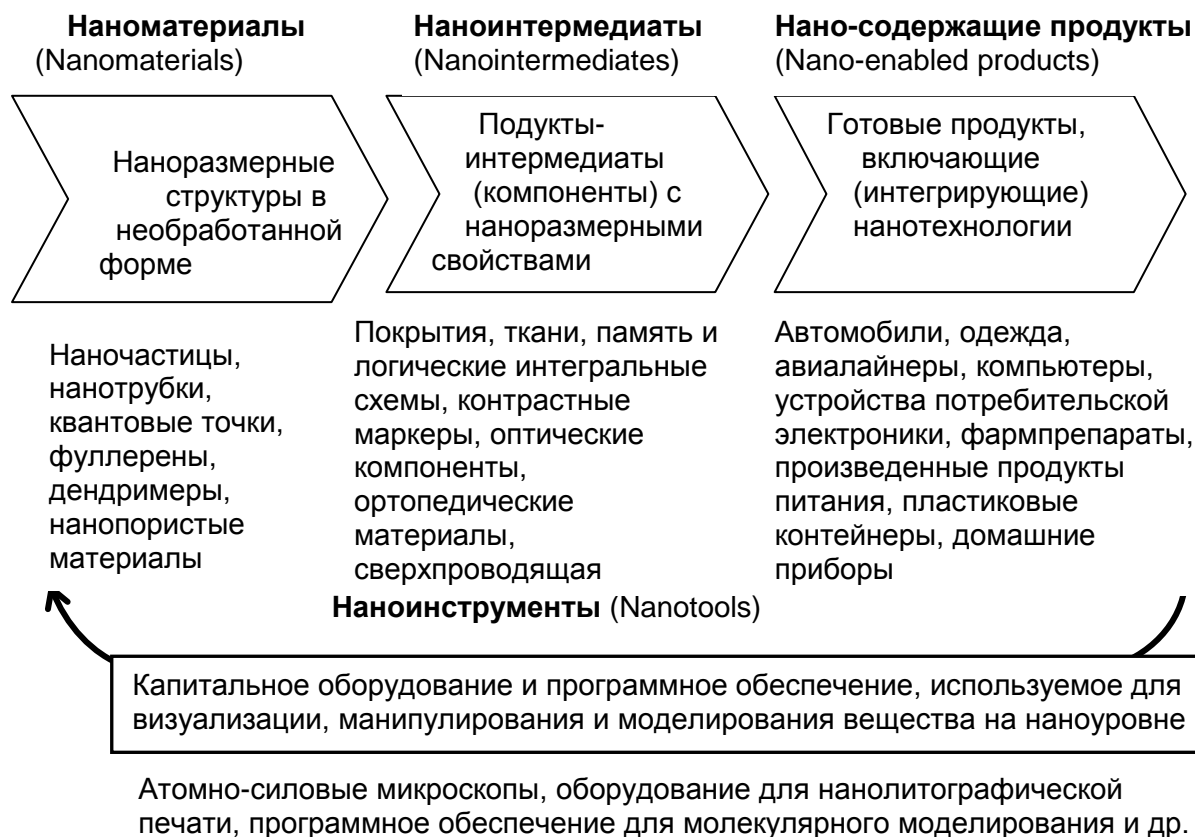 Наноматериалы
(Nanomaterials)
Наноинтермедиаты
(Nanointermediates)
Нано-содержащие продукты
(Nano-enabled products)
Наноразмерные
структуры в
необработанной
форме
Подукты-
интермедиаты
(компоненты) с
наноразмерными
свойствами
Готовые продукты,
включающие
(интегрирующие)
нанотехнологии
Наночастицы,
нанотрубки,
квантовые точки,
фуллерены,
дендримеры,
нанопористые
материалы
Покрытия, ткани, память и
логические интегральные
схемы, контрастные
маркеры, оптические
компоненты,
ортопедические
материалы,
сверхпроводящая
Автомобили, одежда,
авиалайнеры, компьютеры,
устройства потребительской
электроники, фармпрепараты,
произведенные продукты
питания, пластиковые
контейнеры, домашние
приборы
Наноинструменты (Nanotools)
Капитальное оборудование и программное обеспечение, используемое для
визуализации, манипулирования и моделирования вещества на наноуровне
Атомно-силовые микроскопы, оборудование для нанолитографической
печати, программное обеспечение для молекулярного моделирования и др.